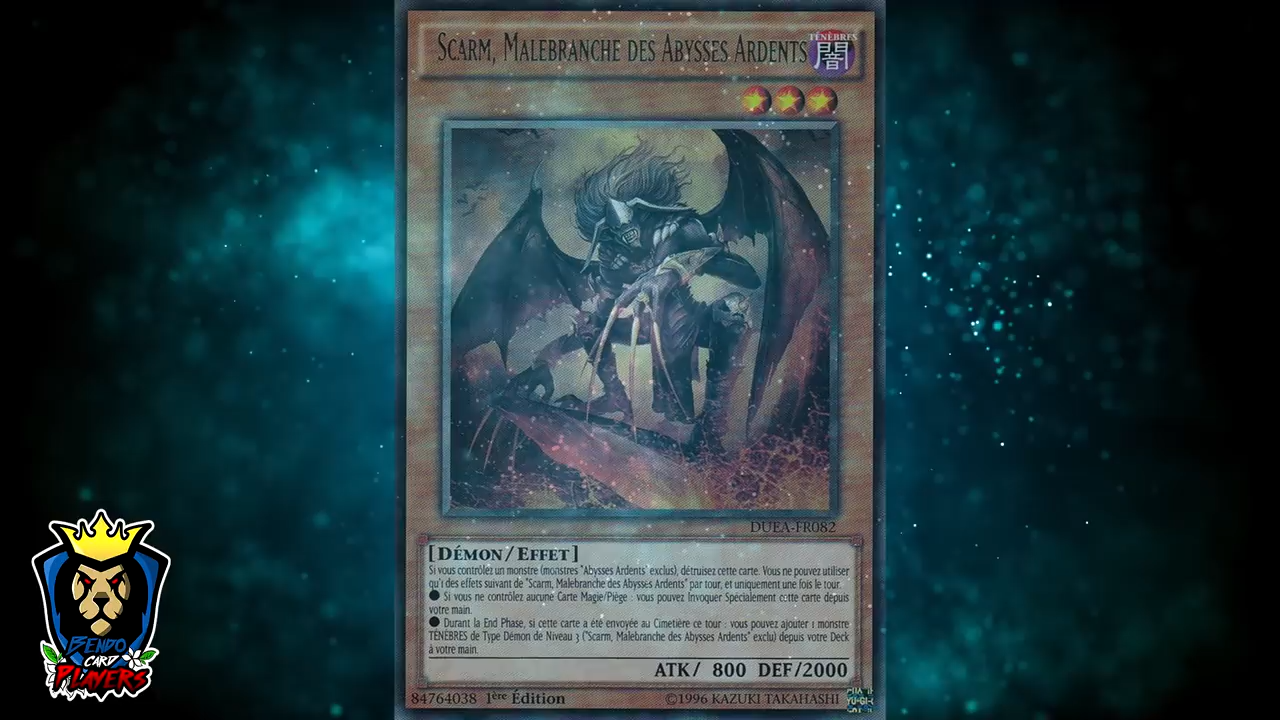 SCARM, MALEBRANCHE DES ABYSSES ARDENTS
TÉNÈBRES
闇
DUEA-FR082
[DÉMON/EFFET]
Si vous contrôlez un monstre (monstres "Abysses Ardents" exclus), détruisez cette carte. Vous ne pouvez utiliser
qu'1 des effets suivant de "Scarm, Malebranche des Abysses Ardents" par tour, et uniquement une fois le tour.
● Si vous ne contrôlez aucune Carte Magie/Piège : vous pouvez Invoquer Spécialement cette carte depuis
votre main.
● Durant la End Phase, si cette carte a été envoyée au Cimetière ce tour : vous pouvez ajouter 1 monstre
TÉNÈBRES de Type Démon de Niveau 3 ("Scarm, Malebranche des Abysses Ardents" exclu) depuis votre Deck
à votre main.
ATK/ 800 DEF/2000
84764038 1ère Édition ©1996 KAZUKI TAKAHASHI
BENDO
CARD
PLAYERS